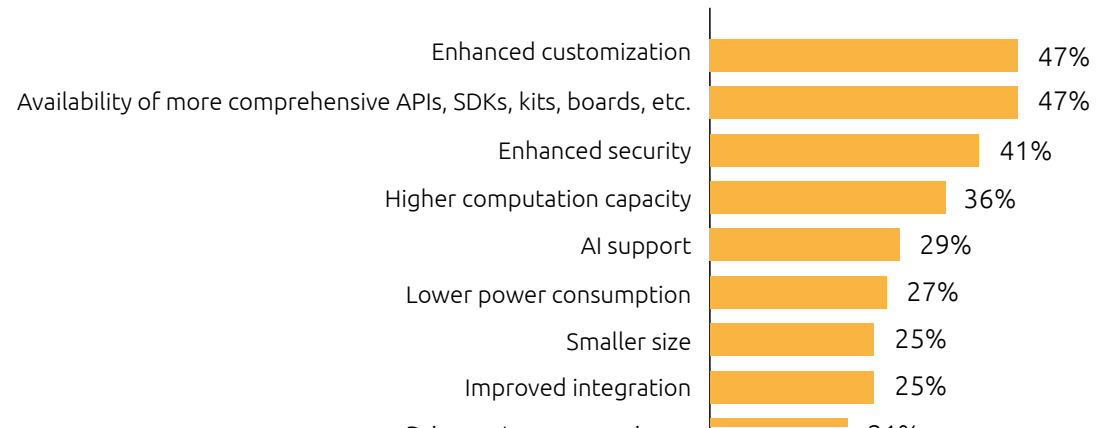 Enhanced customization 47%
Availability of more comprehensive APIs, SDKs, kits, boards, etc. 47%
Enhanced security 41%
Higher computation capacity 36%
AI support 29%
Lower power consumption 27%
Smaller size 25%
Improved integration 25%